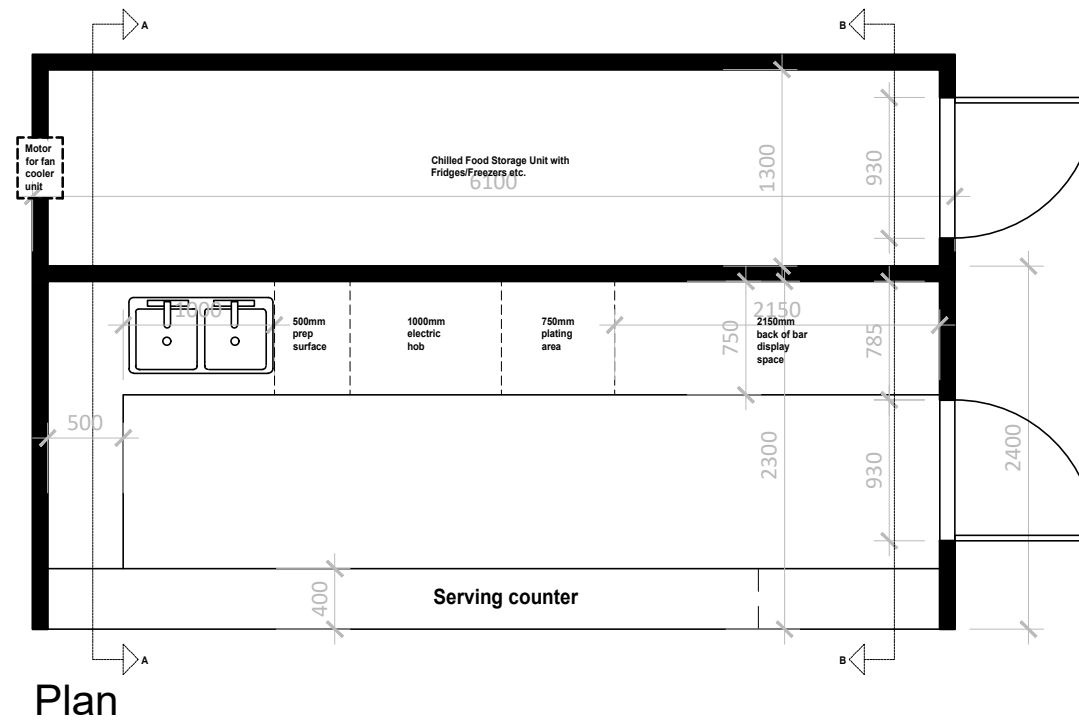 A
B
Motor
for fan
cooler
unit
Chilled Food Storage Unit with
Fridges/Freezers etc.
6100
1300
930
1000
500mm
prep
surface
1000mm
electric
hob
750mm
plating
area
750
2150
2150mm
back of bar
display
space
785
500
2300
930
2400
400
Serving counter
A
B
Plan